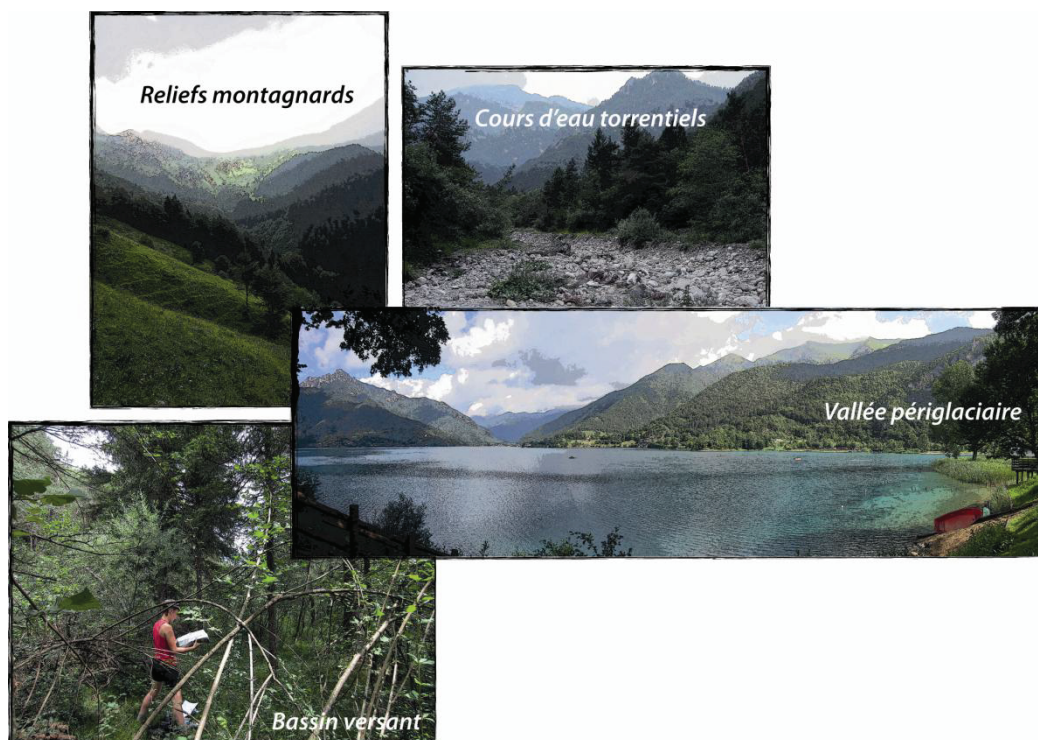 Reliefs montagnards
Cours d'eau torrentiels
Vallée périglaciaire
Bassin versant